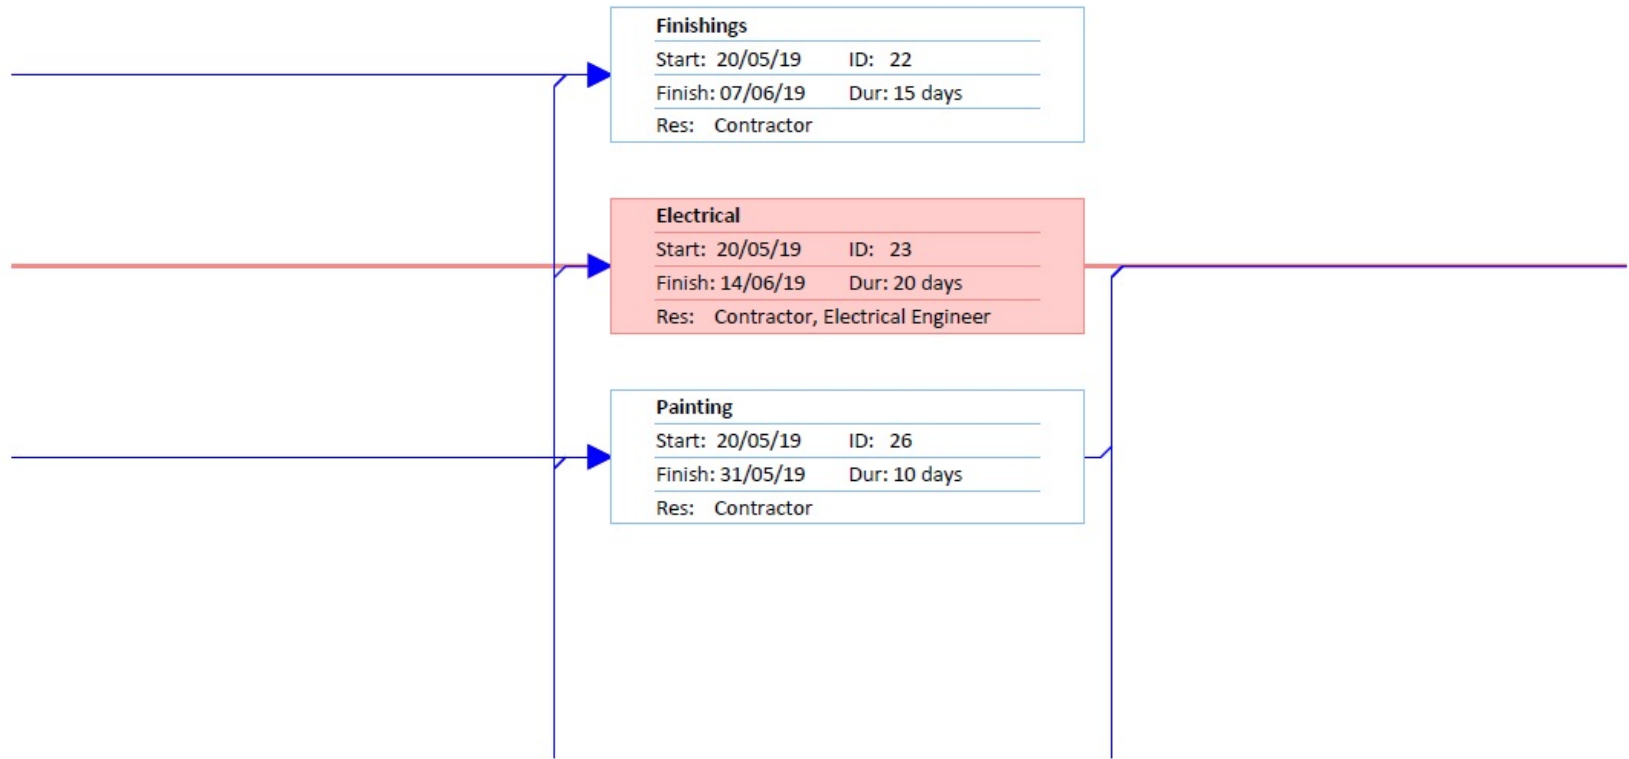 Finishings
Start: 20/05/19 ID: 22
Finish: 07/06/19 Dur: 15 days
Res: Contractor
Electrical
Start: 20/05/19 ID: 23
Finish: 14/06/19 Dur: 20 days
Res: Contractor, Electrical Engineer
Painting
Start: 20/05/19 ID: 26
Finish: 31/05/19 Dur: 10 days
Res: Contractor